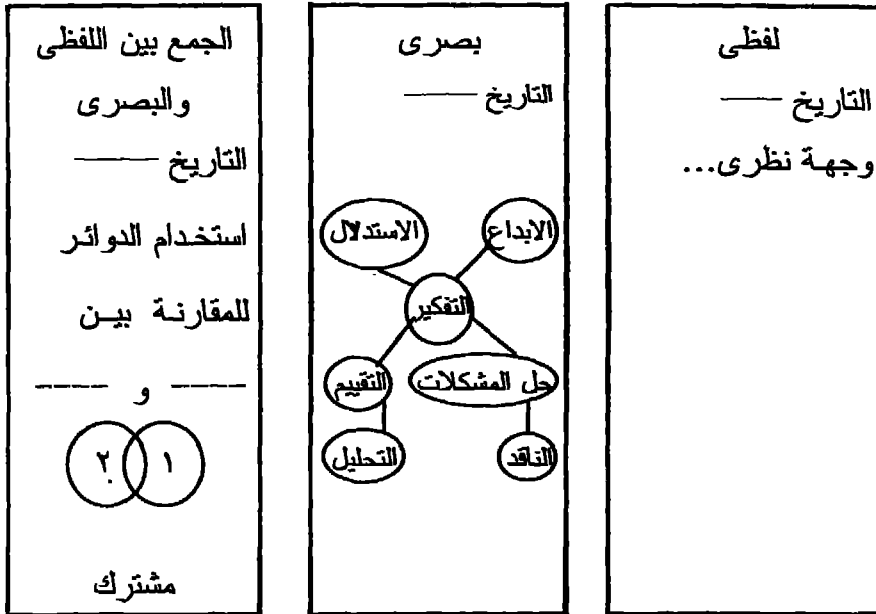 لفظى
التاريخ ——
وجهة نظرى...
بصرى
التاريخ ——
الابداع
الاستدلال
التفكير
حل المشكلات
التقييم
الناقد
التحليل
الجمع بين اللفظى
والبصرى
التاريخ ——
استخدام الدوائر
للمقارنة بين
---- و ----
١ ٢
مشترك